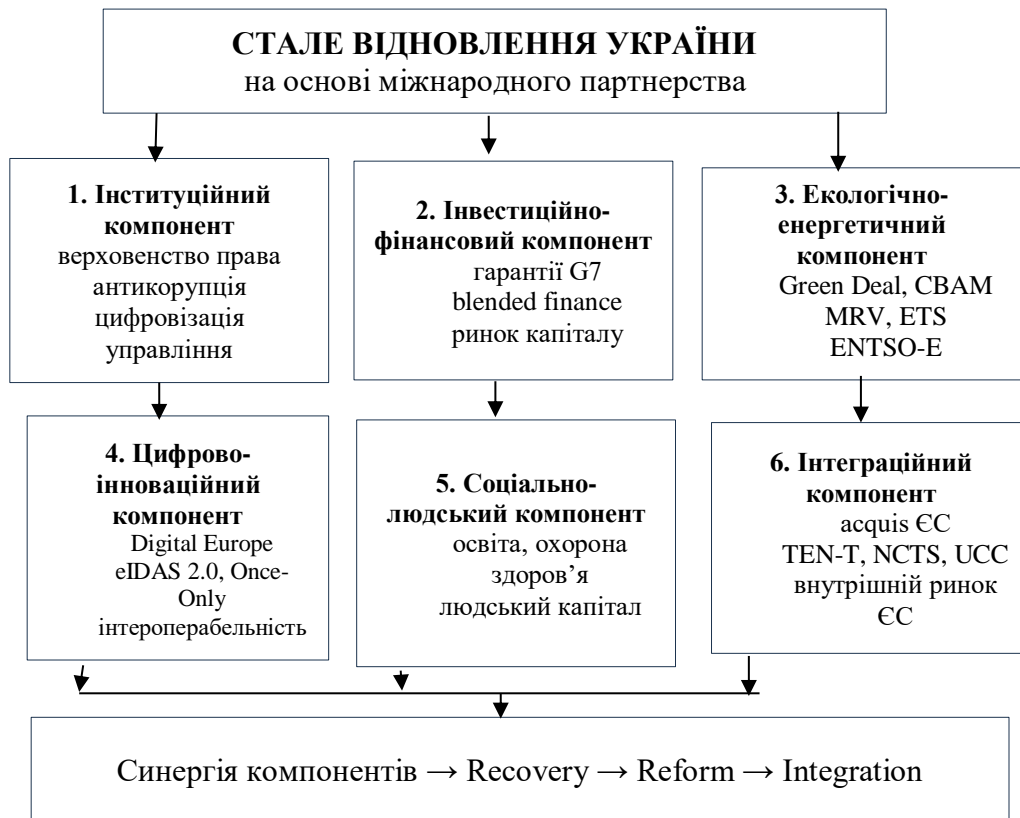 СТАЛЕ ВІДНОВЛЕННЯ УКРАЇНИ
на основі міжнародного партнерства
1. Інституційний
компонент
верховенство права
антикорупція
цифровізація
управління
2. Інвестиційно-
фінансовий компонент
гарантії G7
blended finance
ринок капіталу
3. Екологічно-
енергетичний
компонент
Green Deal, CBAM
MRV, ETS
ENTSO-E
4. Цифрово-
інноваційний
компонент
Digital Europe
eIDAS 2.0, Once-
Only
інтероперабельність
5. Соціально-
людський компонент
освіта, охорона
здоров’я
людський капітал
6. Інтеграційний
компонент
acquis ЄС
TEN-T, NCTS, UCC
внутрішній ринок
ЄС
Синергія компонентів → Recovery → Reform → Integration